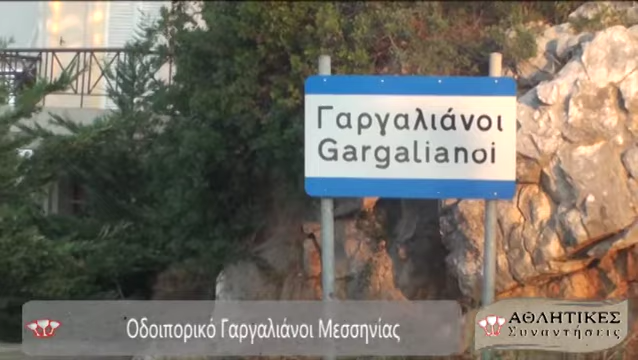 Γαργαλιάνοι
Gargalianoi
Οδοιπορικό Γαργαλιάνοι Μεσσηνίας
ΑΘΛΗΤΙΚΕΣ
Συναντήσεις